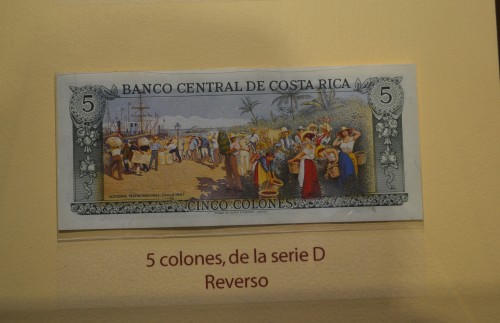 BANCO CENTRAL DE COSTA RICA
5
5
CINCO COLONES
5 colones, de la serie D
Reverso